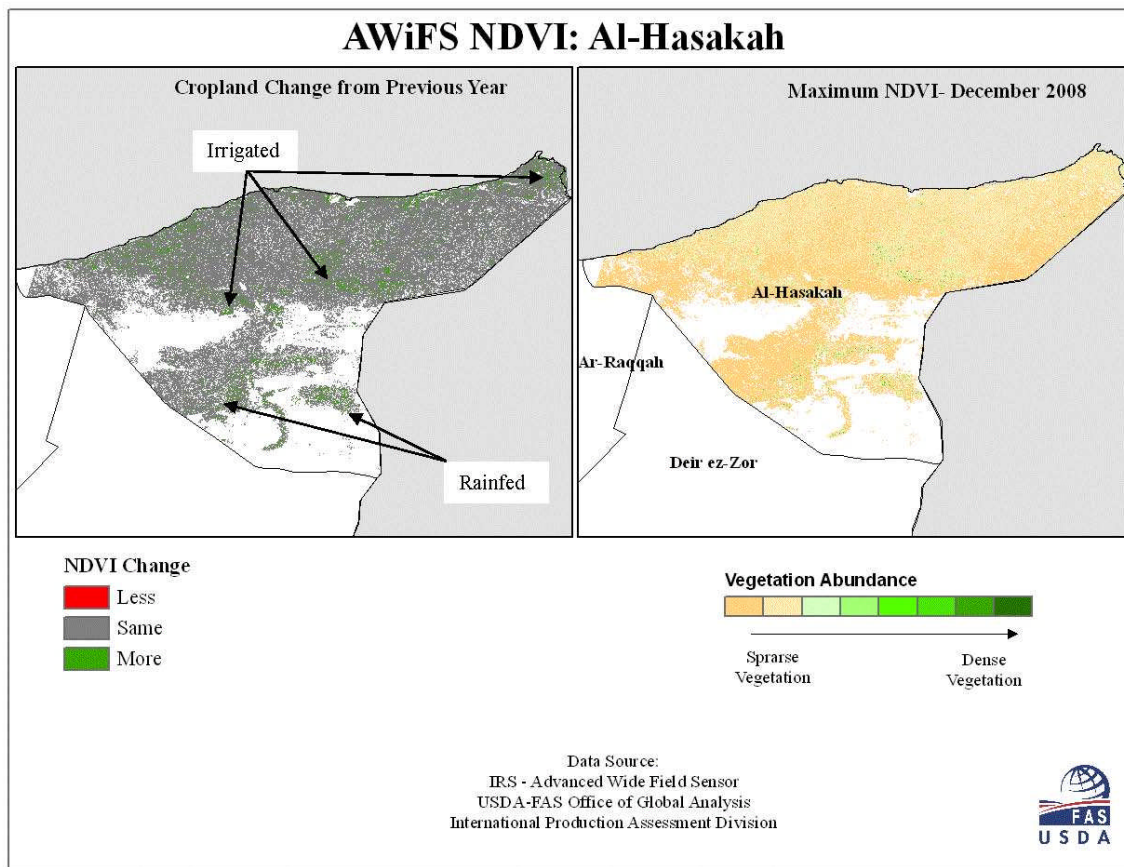 AWiFS NDVI: Al-Hasakah
Cropland Change from Previous Year
Irrigated
Rainfed
Maximum NDVI- December 2008
Al-Hasakah
Ar-Raqqah
Deir ez-Zor
NDVI Change
Less
Same
More
Vegetation Abundance
Sprarse
Vegetation
Dense
Vegetation
Data Source:
IRS - Advanced Wide Field Sensor
USDA-FAS Office of Global Analysis
International Production Assessment Division
FAS
USDA